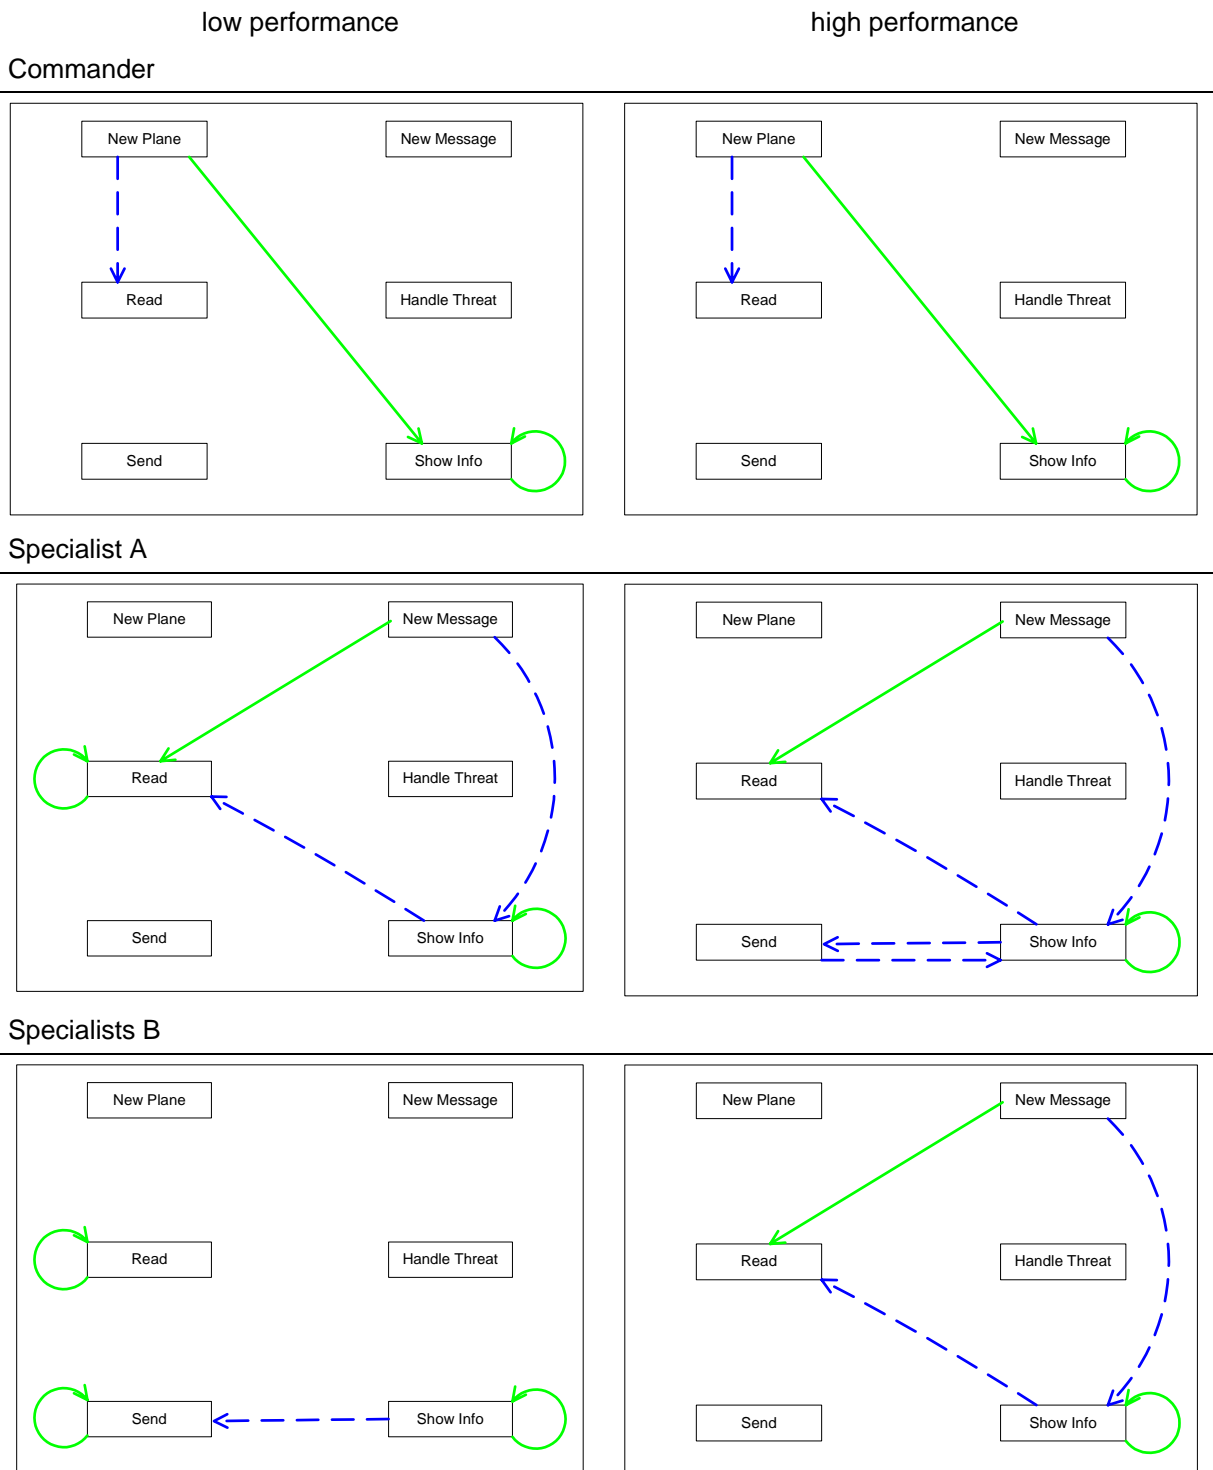 low performance high performance
Commander
New Plane New Message New Plane New Message
Read Handle Threat Read Handle Threat
Send Show Info Send Show Info
Specialist A
New Plane New Message New Plane New Message
Read Handle Threat Read Handle Threat
Send Show Info Send Show Info
Specialists B
New Plane New Message New Plane New Message
Read Handle Threat Read Handle Threat
Send Show Info Send Show Info